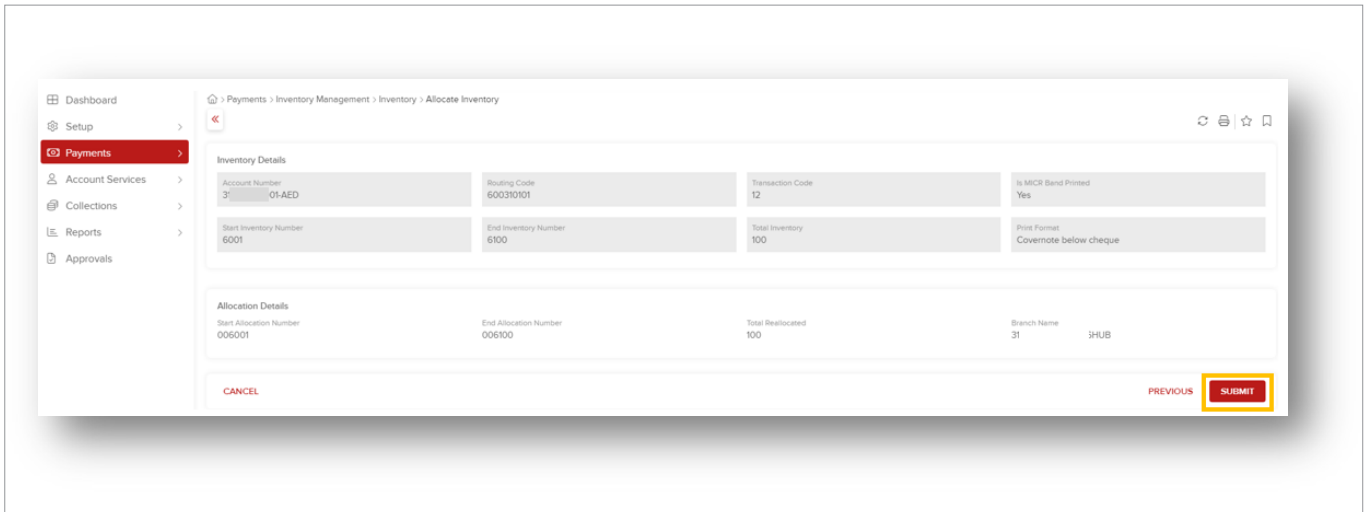 Dashboard
Setup
Payments
Account Services
Collections
Reports
Approvals
> Payments > Inventory Management > Inventory > Allocate Inventory
Inventory Details
Account Number Routing Code Transaction Code Is MICR Band Printed
01-AED 600310101 12 Yes
Start Inventory Number End Inventory Number Total Inventory Print Format
6001 6100 100 Covernote below cheque
Allocation Details
Start Allocation Number End Allocation Number Total Reallocated Branch Name
006001 006100 100 31 HUB
CANCEL PREVIOUS SUBMIT